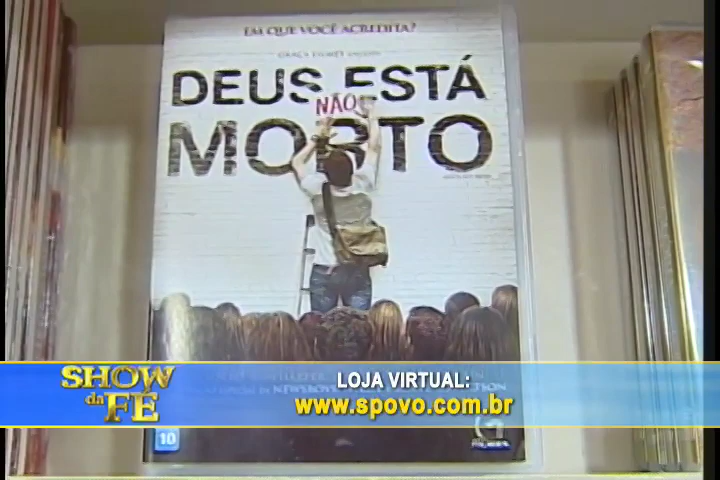 EM QUE VOCÊ ACREDITA?
DEUS ESTÁ
NÃO
MORTO
SHOW
da
FÉ
LOJA VIRTUAL:
www.spovo.com.br
10